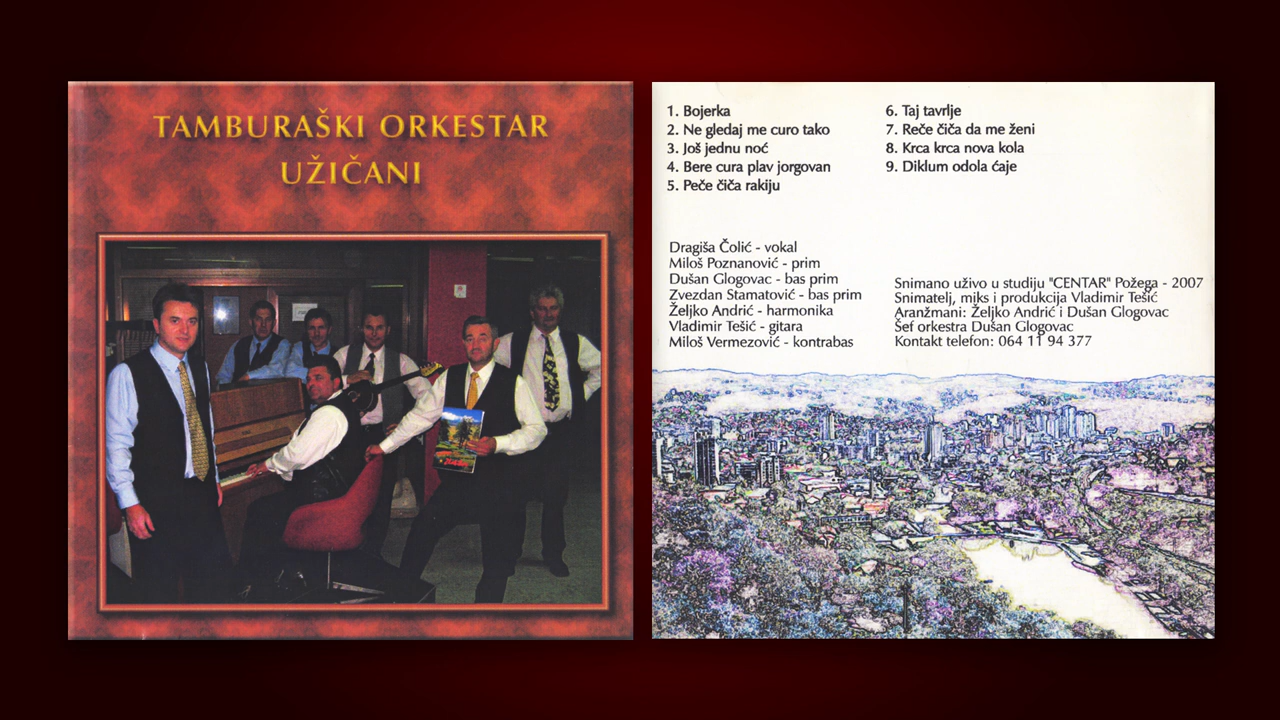 TAMBURAŠKI ORKESTAR
UŽIČANI
1. Bojerka
2. Ne gledaj me curo tako
3. Još jednu noć
4. Bere cura plav jorgovan
5. Peče čiča rakiju
6. Taj tavrlje
7. Reče čiča da me ženi
8. Krca krca nova kola
9. Diklum odola ćaje
Dragiša Čolić - vokal
Miloš Poznanović - prim
Dušan Glogovac - bas prim
Zvezdan Stamatović - bas prim
Željko Andrić - harmonika
Vladimir Tešić - gitara
Miloš Vermezović - kontrabas
Snimano uživo u studiju "CENTAR" Požega - 2007
Snimatelj, miks i produkcija Vladimir Tešić
Aranžmani: Željko Andrić i Dušan Glogovac
Šef orkestra Dušan Glogovac
Kontakt telefon: 064 11 94 377